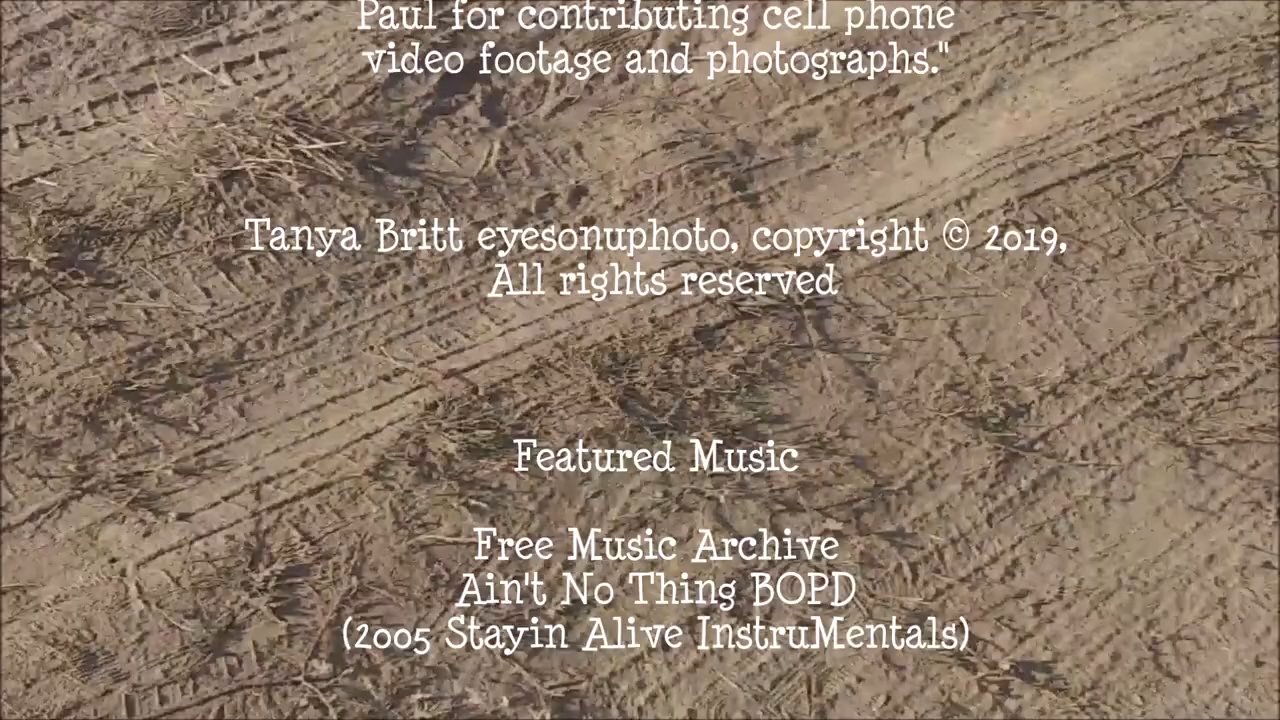 Paul for contributing cell phone
video footage and photographs."
Tanya Britt eyesonuphoto, copyright © 2019,
All rights reserved
Featured Music
Free Music Archive
Ain't No Thing BOPD
(2005 Stayin Alive InstruMentals)